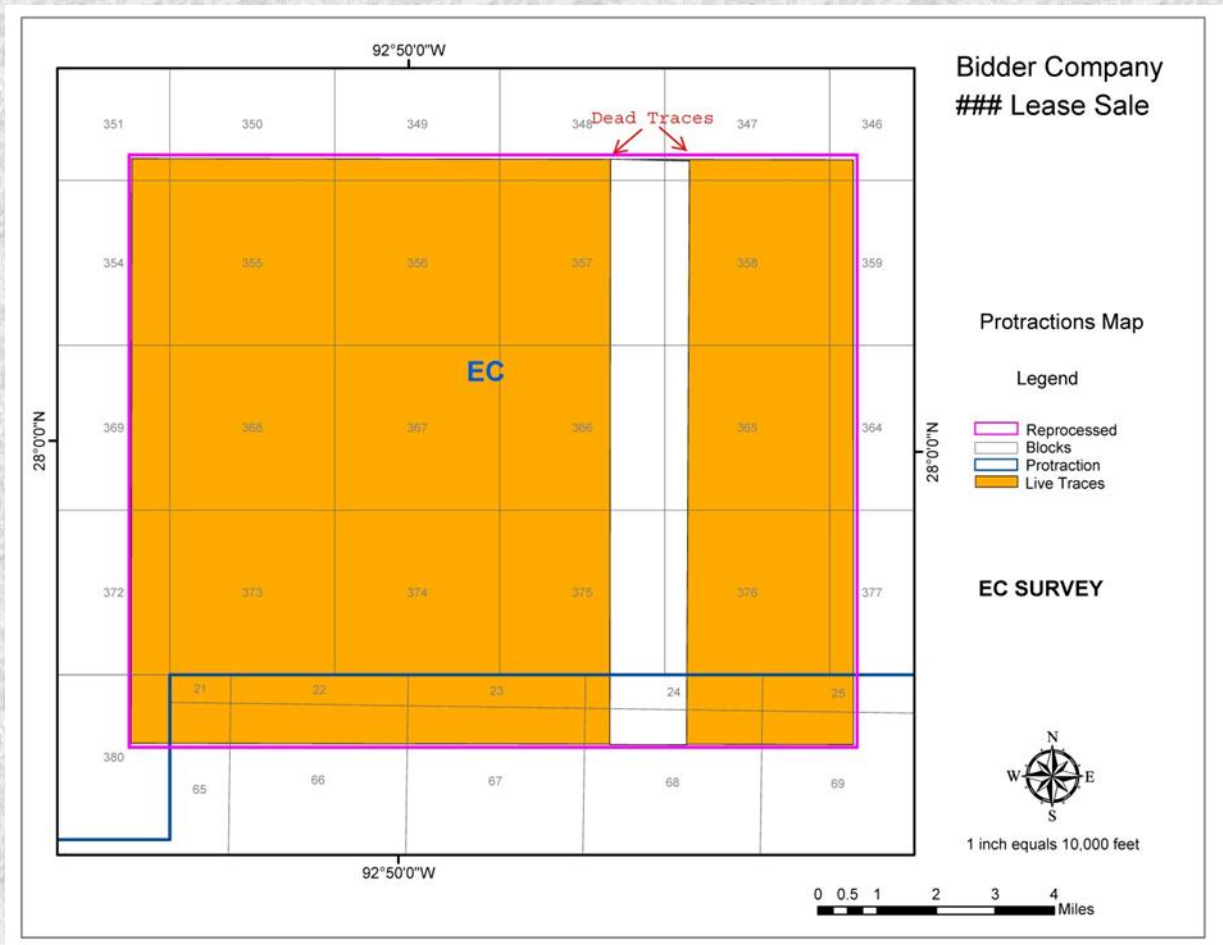 92°50'0"W
Bidder Company
### Lease Sale
351 350 349 348 347 346
Dead Traces
354 355 356 357 358 359
Protractions Map
Legend
EC
Reprocessed
Blocks
Protraction
Live Traces
369 368 367 366 365 364
28°0'0"N
28°0'0"N
372 373 374 375 376 377
EC SURVEY
21 22 23 24 25
380
65 66 67 68 69
N
W E
S
1 inch equals 10,000 feet
92°50'0"W
0 0.5 1 2 3 4
Miles